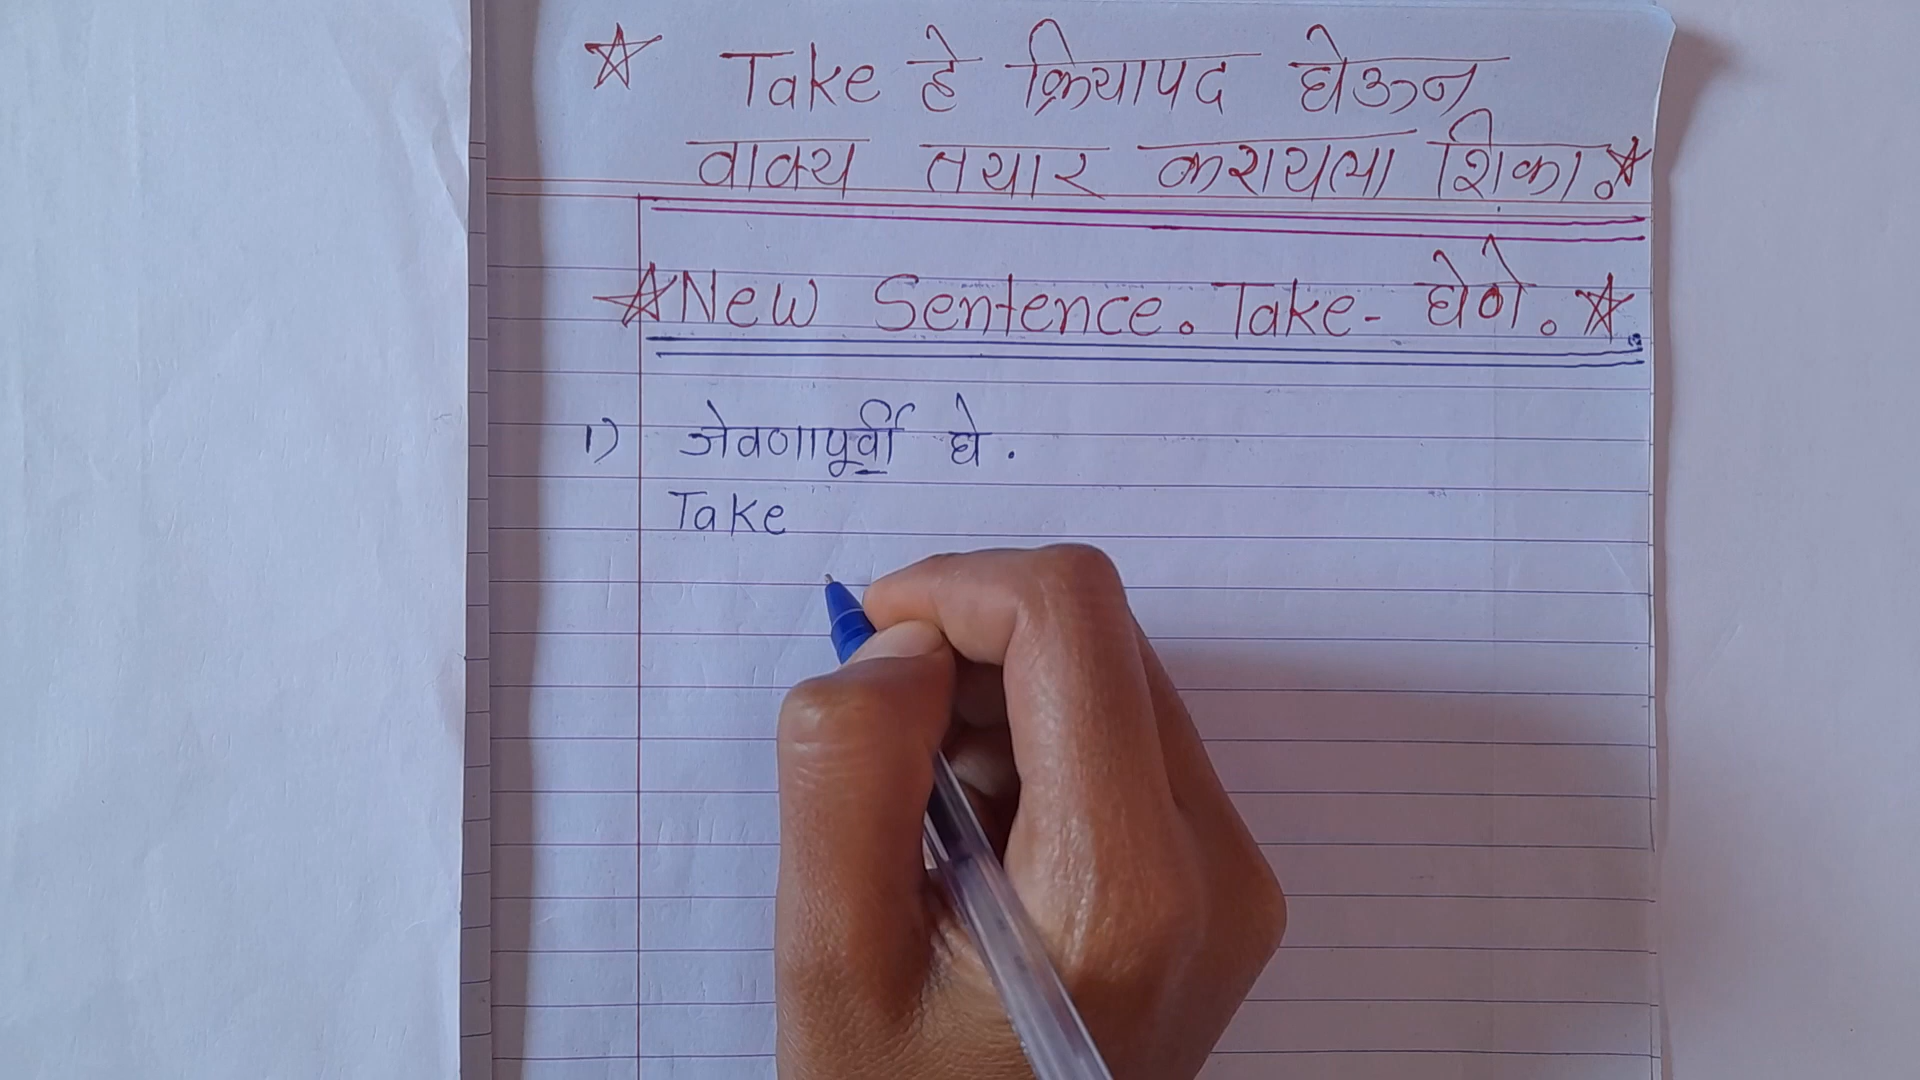 ☆ Take हे क्रियापद घेऊन
वाक्य तयार करायला शिका.☆
☆New Sentence. Take- घेणे. ☆.
1) जेवणापूर्वी घे.
Take